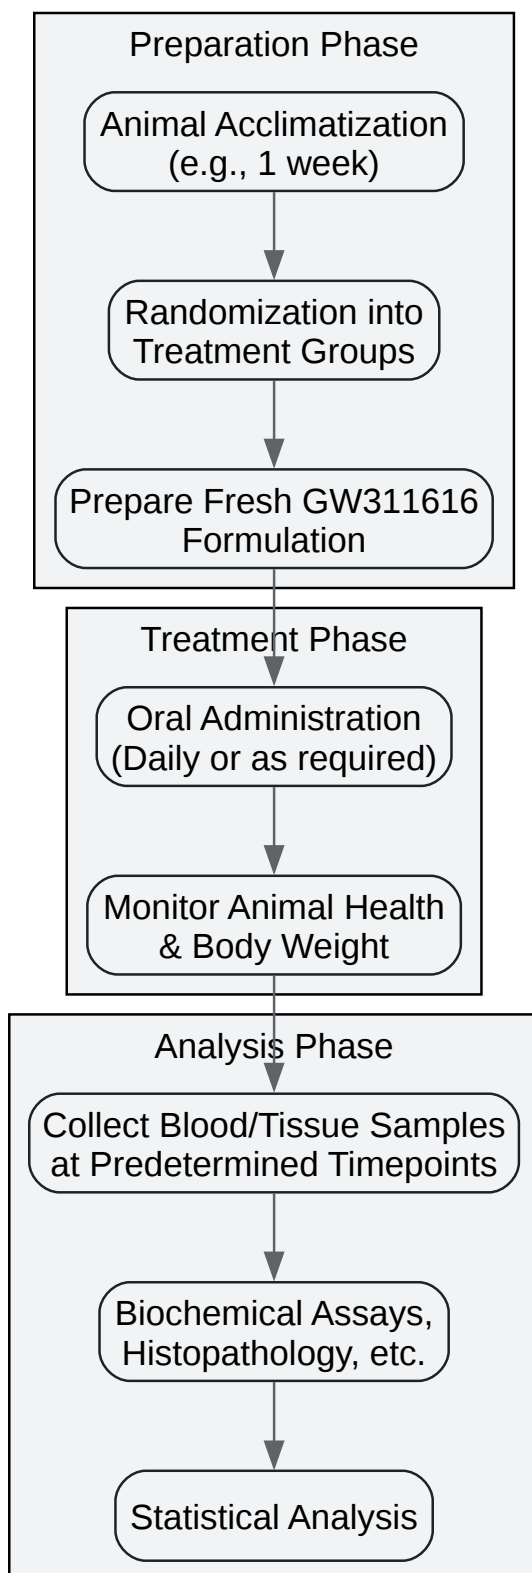 Preparation Phase
Animal Acclimatization
(e.g., 1 week)
Randomization into
Treatment Groups
Prepare Fresh GW311616
Formulation
Treatment Phase
Oral Administration
(Daily or as required)
Monitor Animal Health
& Body Weight
Analysis Phase
Collect Blood/Tissue Samples
at Predetermined Timepoints
Biochemical Assays,
Histopathology, etc.
Statistical Analysis